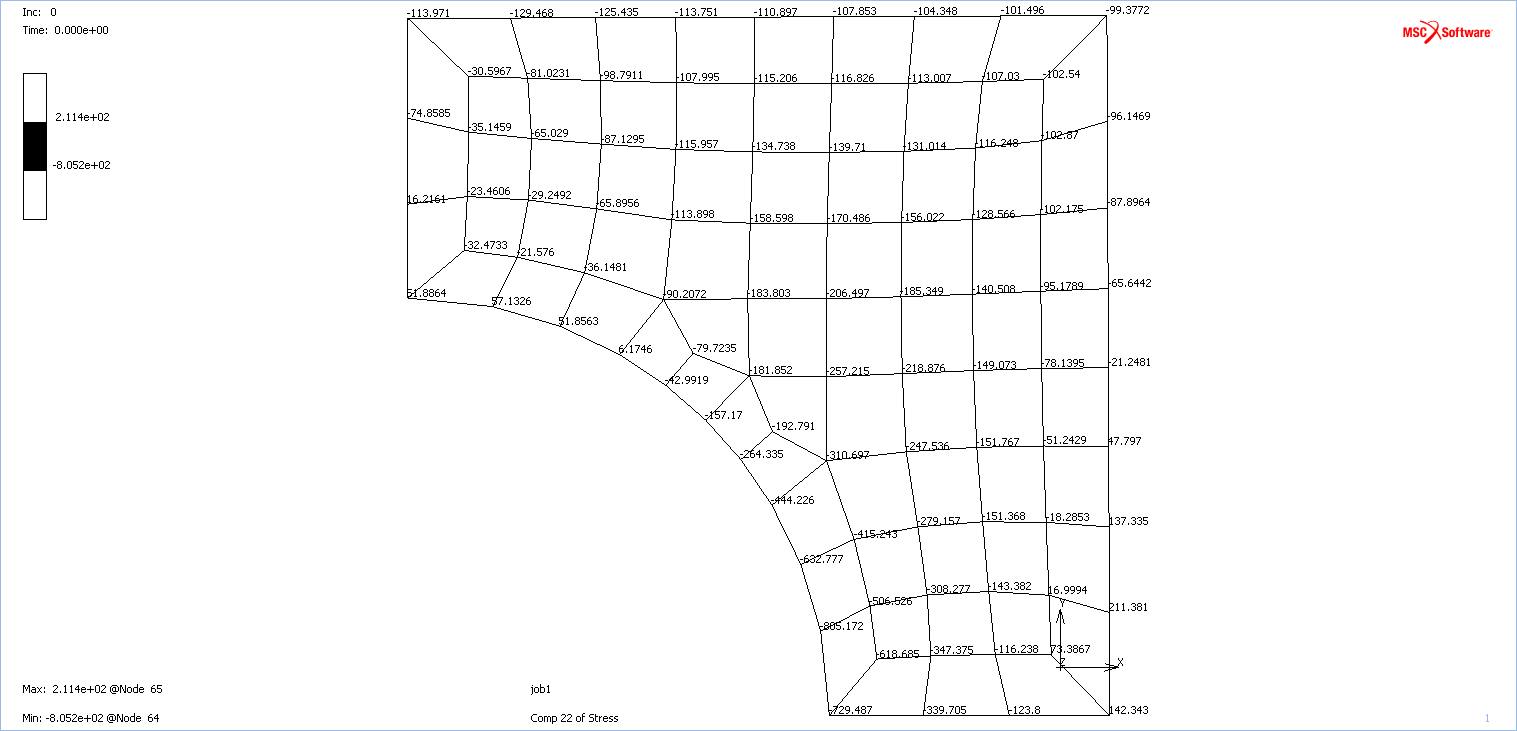 Inc: 0
Time: 0.000e+00
MSC Software
2.114e+02
-8.052e+02
-113.971 -129.468 -125.435 -113.751 -110.897 -107.853 -104.348 -101.496 -99.3772
-30.5967 -81.0231 -98.7911 -107.995 -115.206 -116.826 -113.007 -107.03 -102.54
-74.8585 -35.1459 -65.029 -87.1295 -115.957 -134.738 -139.71 -131.014 -116.248 -102.87 -96.1469
16.2161 -23.4606 -29.2492 -65.8956 -113.898 -158.598 -170.486 -156.022 -128.566 -102.175 -87.8964
-32.4733 -21.576 -36.1481
51.8864 57.1326 51.8563 -90.2072 -183.803 -206.497 -185.349 -140.508 -95.1789 -65.6442
6.1746 -79.7235
-42.9919 -181.852 -257.215 -218.876 -149.073 -78.1395 -21.2481
-157.17 -192.791
-264.335 -310.697 -247.536 -151.767 -51.2429 47.797
-444.226
-632.777 -415.243 -279.157 -151.368 -18.2853 137.335
-805.172 -506.526 -308.277 -143.382 16.9994 211.381
Y
-618.685 -347.375 -116.238 73.3867
Z X
-729.487 -339.705 -123.8 142.343
Max: 2.114e+02 @Node 65
job1
Min: -8.052e+02 @Node 64
Comp 22 of Stress
1